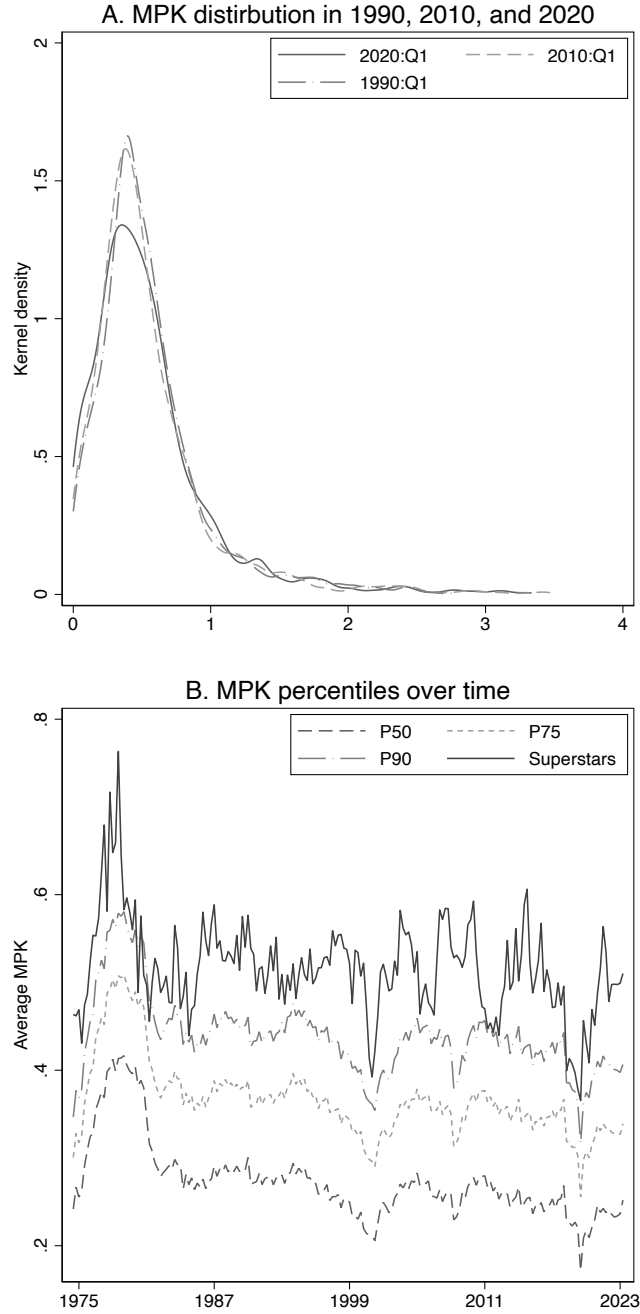 A. MPK distirbution in 1990, 2010, and 2020
2
2020:Q1
2010:Q1
1990:Q1
1.5
Kernel density
1
.5
0
0
1
2
3
4
B. MPK percentiles over time
.8
P50
P75
P90
Superstars
.6
Average MPK
.4
.2
1975
1987
1999
2011
2023